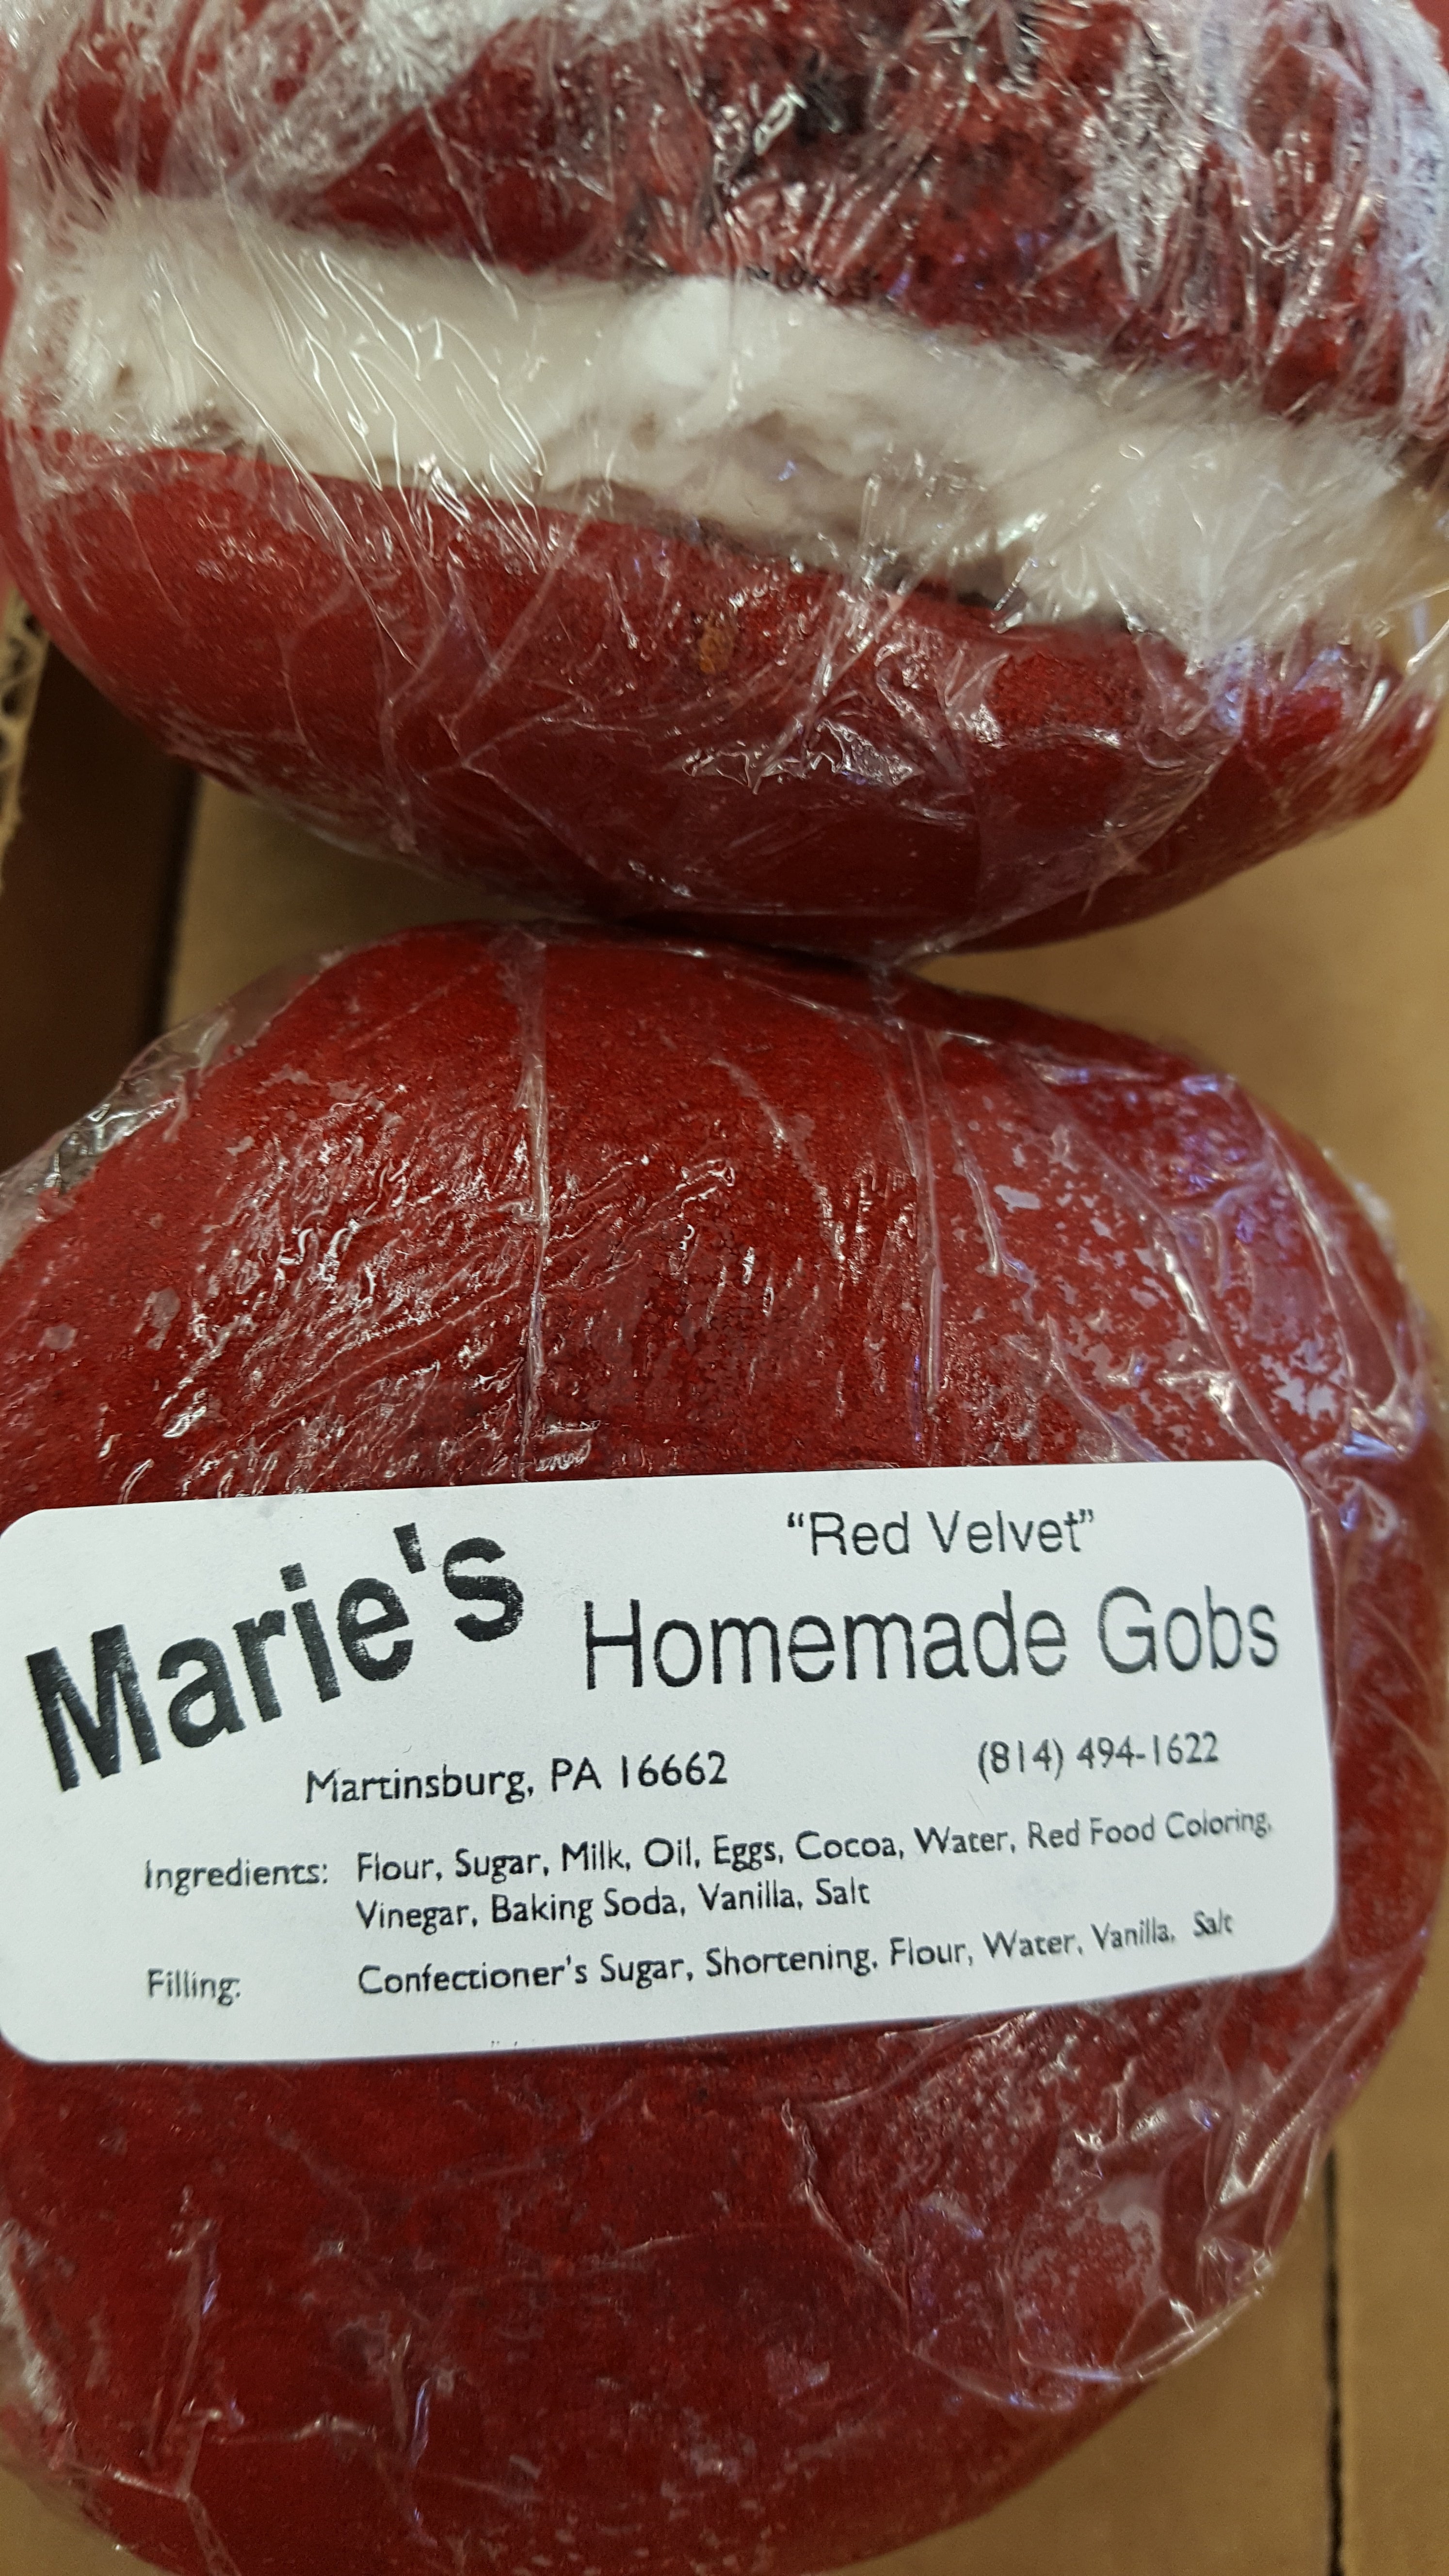 Marie's
"Red Velvet"
Homemade Gobs
Martinsburg, PA 16662 (814) 494-1622
Ingredients: Flour, Sugar, Milk, Oil, Eggs, Cocoa, Water, Red Food Coloring,
Vinegar, Baking Soda, Vanilla, Salt
Filling: Confectioner's Sugar, Shortening, Flour, Water, Vanilla, Salt